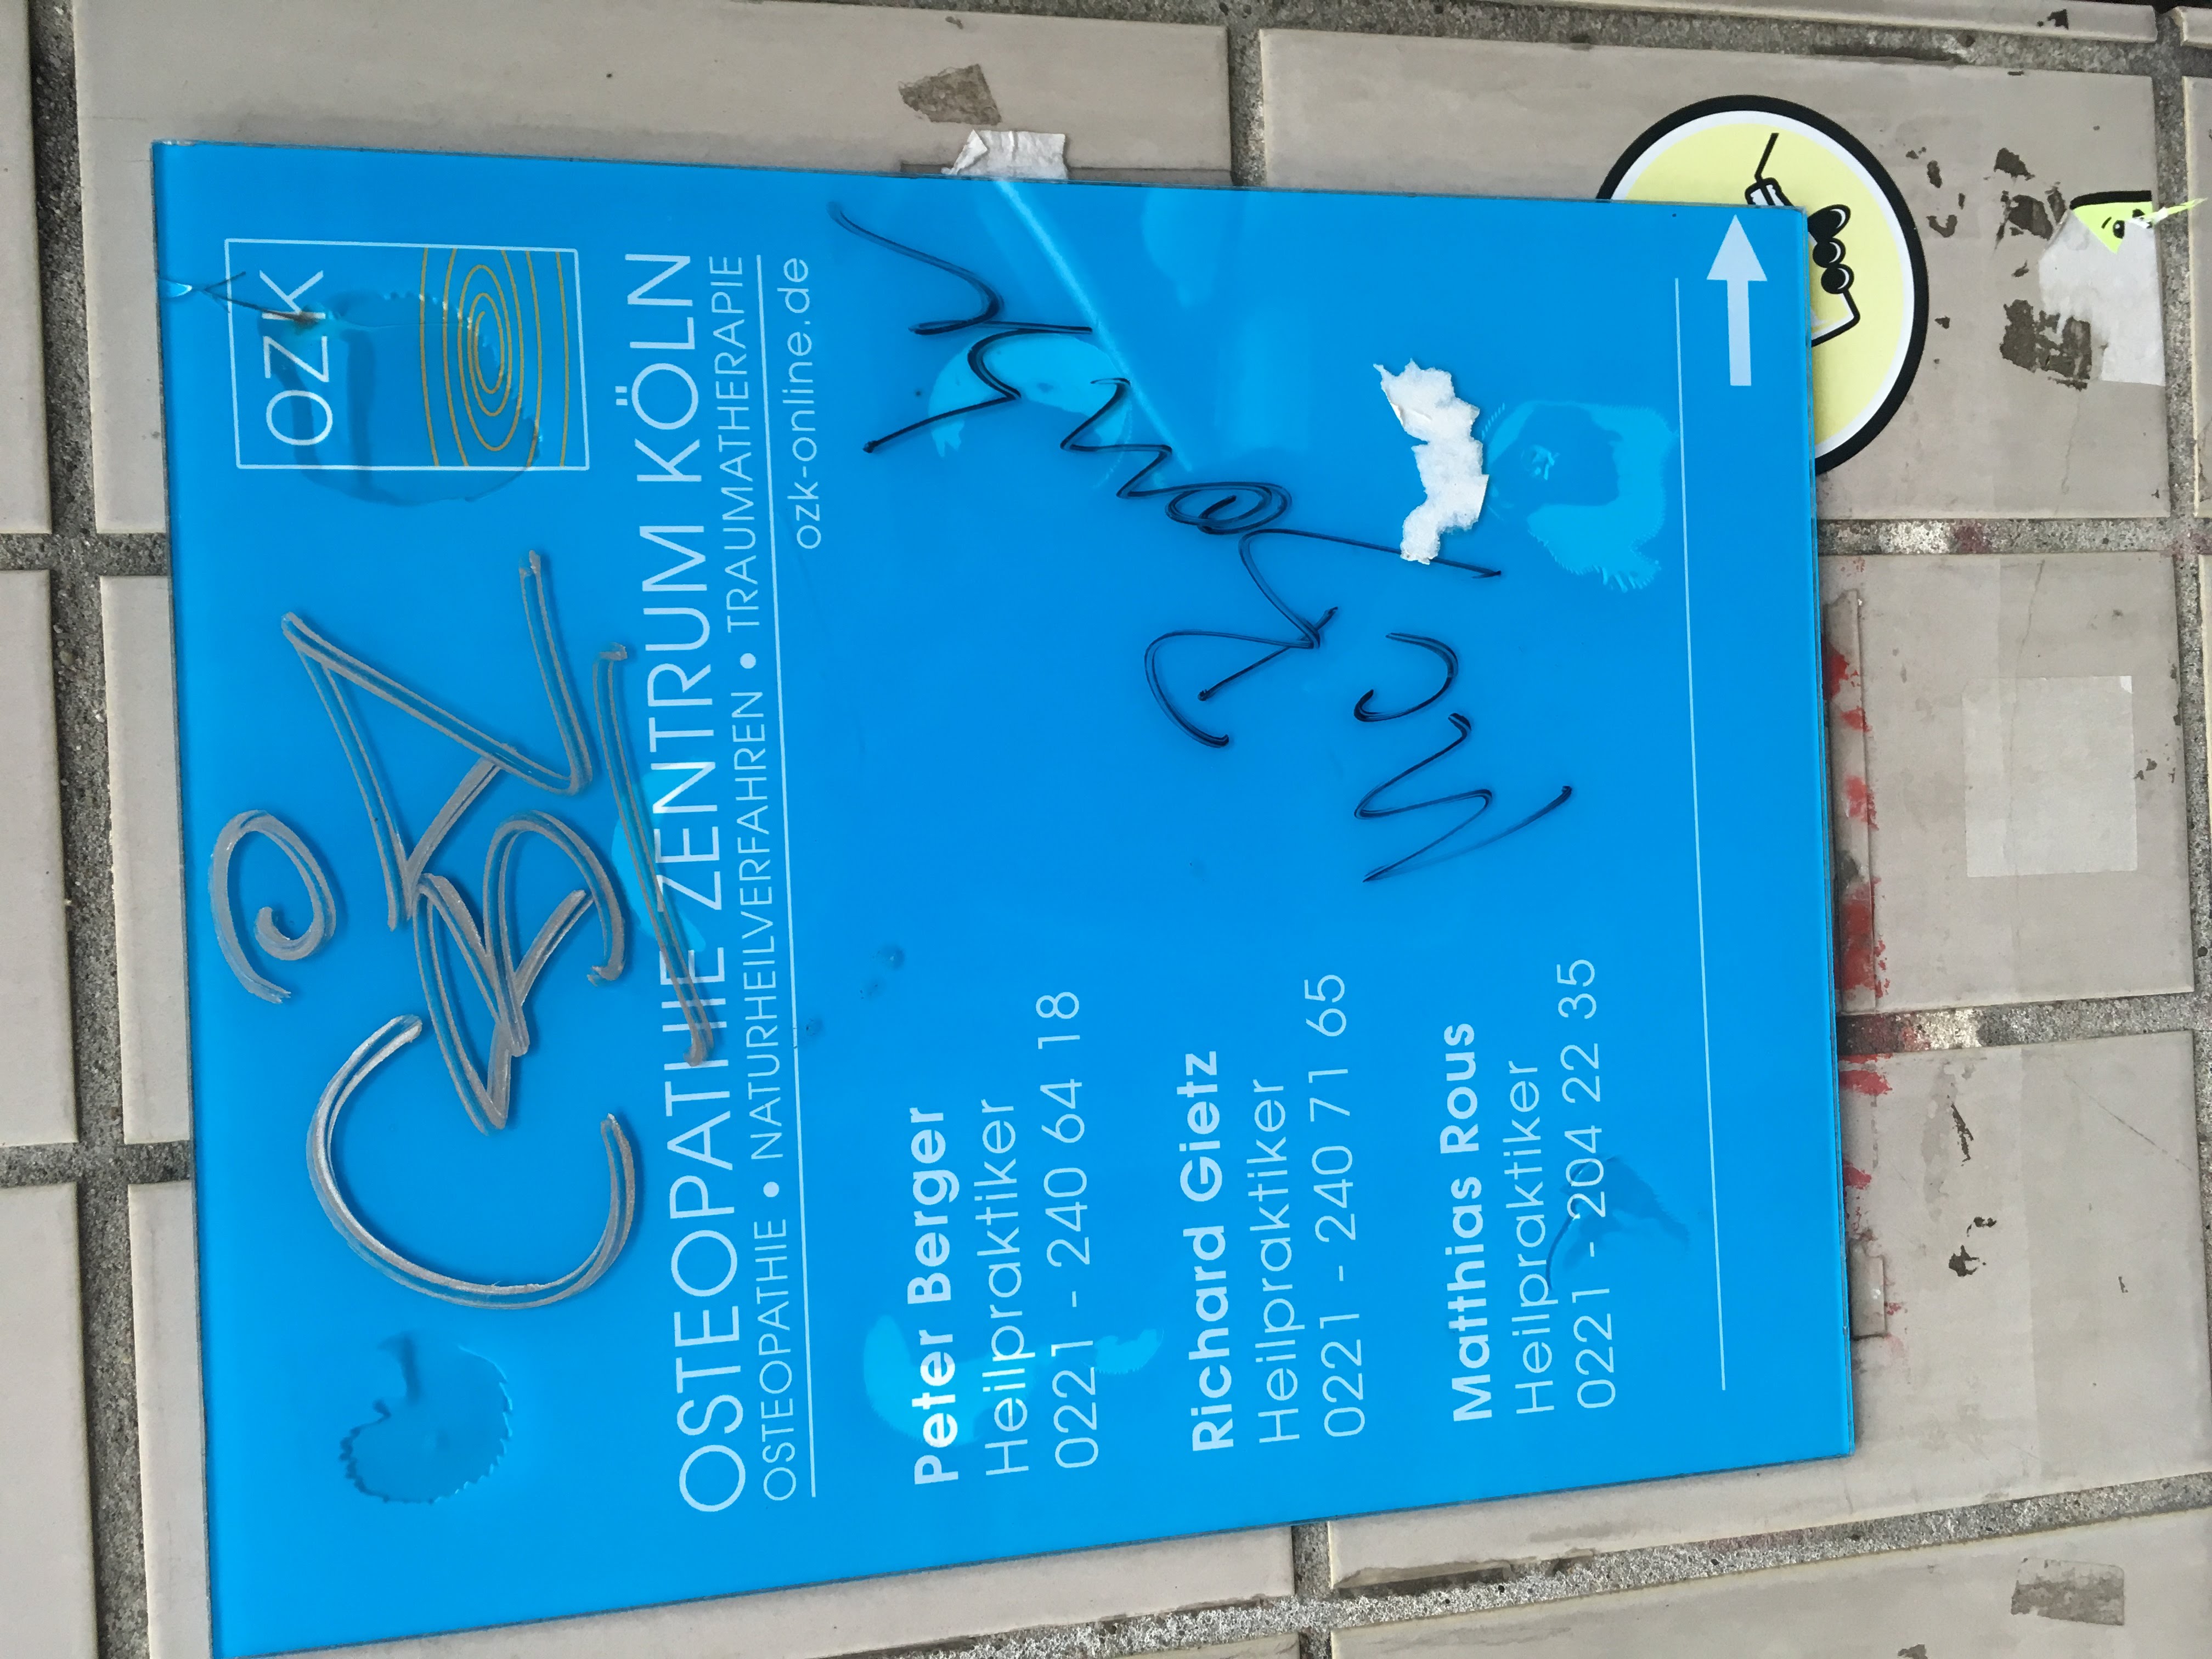 OZK
OSTEOPATHIE ZENTRUM KÖLN
OSTEOPATHIE • NATURHEILVERFAHREN • TRAUMATHERAPIE
ozk-online.de
Peter Berger
Heilpraktiker
0221 - 240 64 18
Richard Gietz
Heilpraktiker
0221 - 240 71 65
Matthias Rous
Heilpraktiker
0221 - 204 22 35